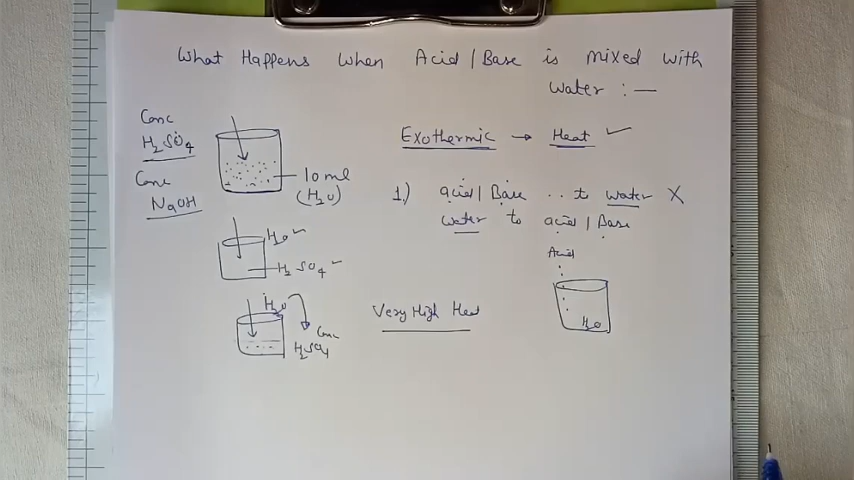 What Happens When Acid / Base is mixed with
water : —
Conc
H2SO4
Conc
NaOH
10 ml
(H2O)
Exothermic → Heat ✓
1.) acid / Base .. to water X
water to acid / Base
H2O ✓
H2SO4 ✓
H2O
Conc
H2SO4
Very High Heat
Acid
H2O